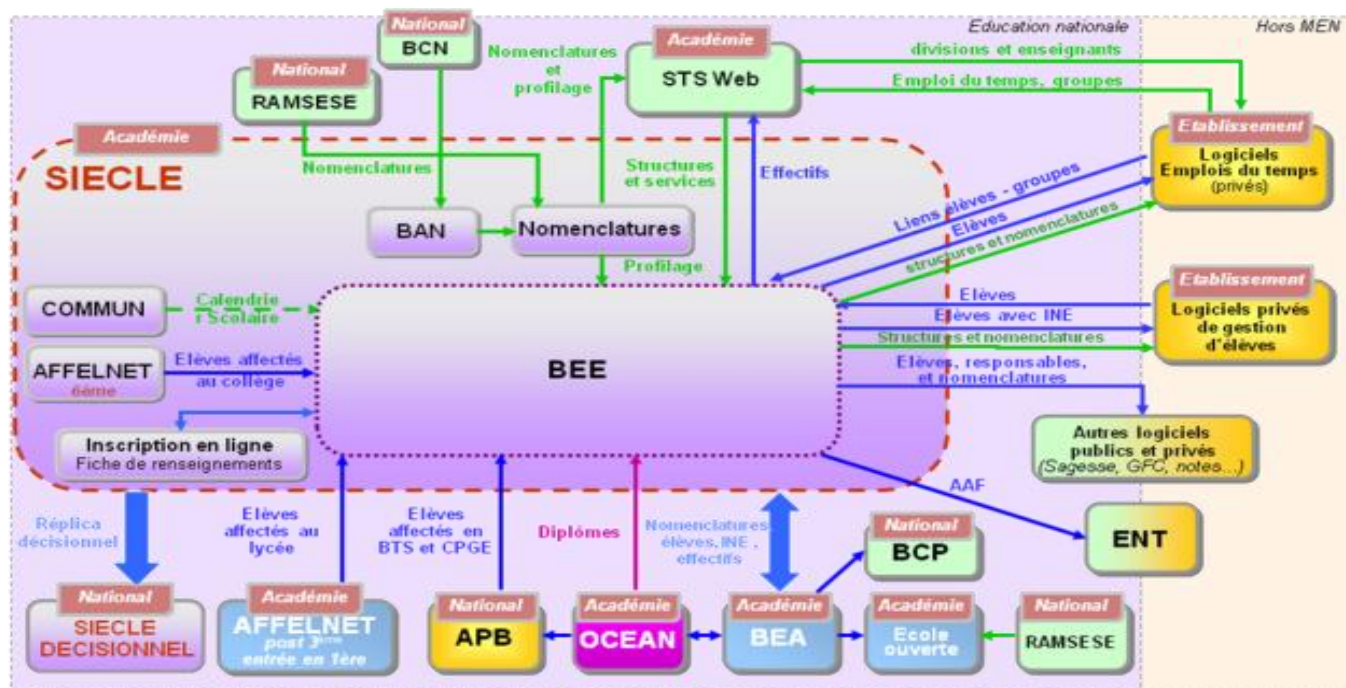 Education nationale
Hors MEN
National
BCN
National
RAMSESE
Nomenclatures
et
profilage
Académie
STS Web
divisions et enseignants
Emploi du temps, groupes
Académie
SIECLE
Nomenclatures
Structures
et services
Effectifs
Etablissement
Logiciels
Emplois du temps
(privés)
BAN
Nomenclatures
Profilage
Liens elèves - groupes
Elèves
structures et nomenclatures
COMMUN
Calendrie
r Scolaire
AFFELNET
6ème
Elèves affectés
au collège
BEE
Elèves
Elèves avec INE
Structures et nomenclatures
Elèves, responsables,
et nomenclatures
Etablissement
Logiciels privés
de gestion
d'élèves
Inscription en ligne
Fiche de renseignements
Autres logiciels
publics et privés
(Sagesse, GFC, notes...)
Réplica
décisionnel
Elèves
affectés au
lycée
Elèves
affectés en
BTS et CPGE
Diplômes
Nomenclatures
élèves, INE ,
effectifs
AAF
National
BCP
ENT
National
SIECLE
DECISIONNEL
Académie
AFFELNET
post 3ème
entrée en 1ère
National
APB
Académie
OCEAN
Académie
BEA
Académie
Ecole
ouverte
National
RAMSESE